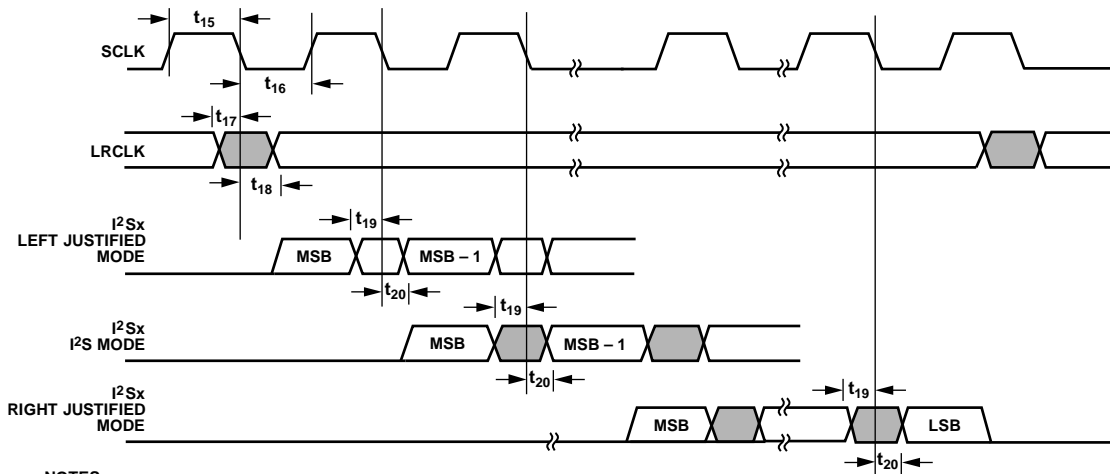 t15
SCLK
t16
t17
LRCLK
t18
I2Sx
LEFT JUSTIFIED
MODE
t19
MSB
MSB – 1
t20
I2Sx
I2S MODE
t19
MSB
MSB – 1
t20
I2Sx
RIGHT JUSTIFIED
MODE
t19
MSB
LSB
t20
NOTES